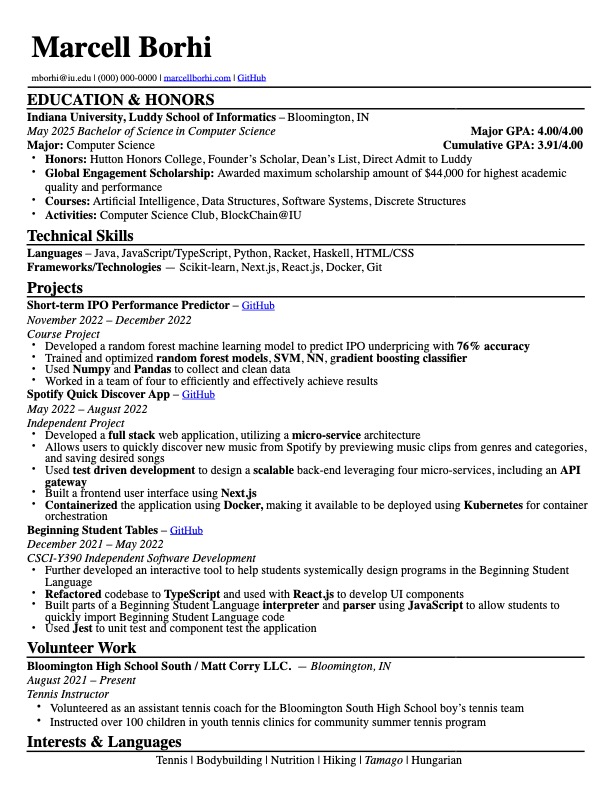 Marcell Borhi
mborhi@iu.edu | (000) 000-0000 | marcellborhi.com | GitHub
EDUCATION & HONORS
Indiana University, Luddy School of Informatics – Bloomington, IN
May 2025 Bachelor of Science in Computer Science Major GPA: 4.00/4.00
Major: Computer Science Cumulative GPA: 3.91/4.00
• Honors: Hutton Honors College, Founder's Scholar, Dean's List, Direct Admit to Luddy
• Global Engagement Scholarship: Awarded maximum scholarship amount of $44,000 for highest academic
quality and performance
• Courses: Artificial Intelligence, Data Structures, Software Systems, Discrete Structures
• Activities: Computer Science Club, BlockChain@IU
Technical Skills
Languages – Java, JavaScript/TypeScript, Python, Racket, Haskell, HTML/CSS
Frameworks/Technologies — Scikit-learn, Next.js, React.js, Docker, Git
Projects
Short-term IPO Performance Predictor – GitHub
November 2022 – December 2022
Course Project
• Developed a random forest machine learning model to predict IPO underpricing with 76% accuracy
• Trained and optimized random forest models, SVM, NN, gradient boosting classifier
• Used Numpy and Pandas to collect and clean data
• Worked in a team of four to efficiently and effectively achieve results
Spotify Quick Discover App – GitHub
May 2022 – August 2022
Independent Project
• Developed a full stack web application, utilizing a micro-service architecture
• Allows users to quickly discover new music from Spotify by previewing music clips from genres and categories,
and saving desired songs
• Used test driven development to design a scalable back-end leveraging four micro-services, including an API
gateway
• Built a frontend user interface using Next.js
• Containerized the application using Docker, making it available to be deployed using Kubernetes for container
orchestration
Beginning Student Tables – GitHub
December 2021 – May 2022
CSCI-Y390 Independent Software Development
• Further developed an interactive tool to help students systemically design programs in the Beginning Student
Language
• Refactored codebase to TypeScript and used with React.js to develop UI components
• Built parts of a Beginning Student Language interpreter and parser using JavaScript to allow students to
quickly import Beginning Student Language code
• Used Jest to unit test and component test the application
Volunteer Work
Bloomington High School South / Matt Corry LLC. — Bloomington, IN
August 2021 – Present
Tennis Instructor
• Volunteered as an assistant tennis coach for the Bloomington South High School boy's tennis team
• Instructed over 100 children in youth tennis clinics for community summer tennis program
Interests & Languages
Tennis | Bodybuilding | Nutrition | Hiking | Tamago | Hungarian